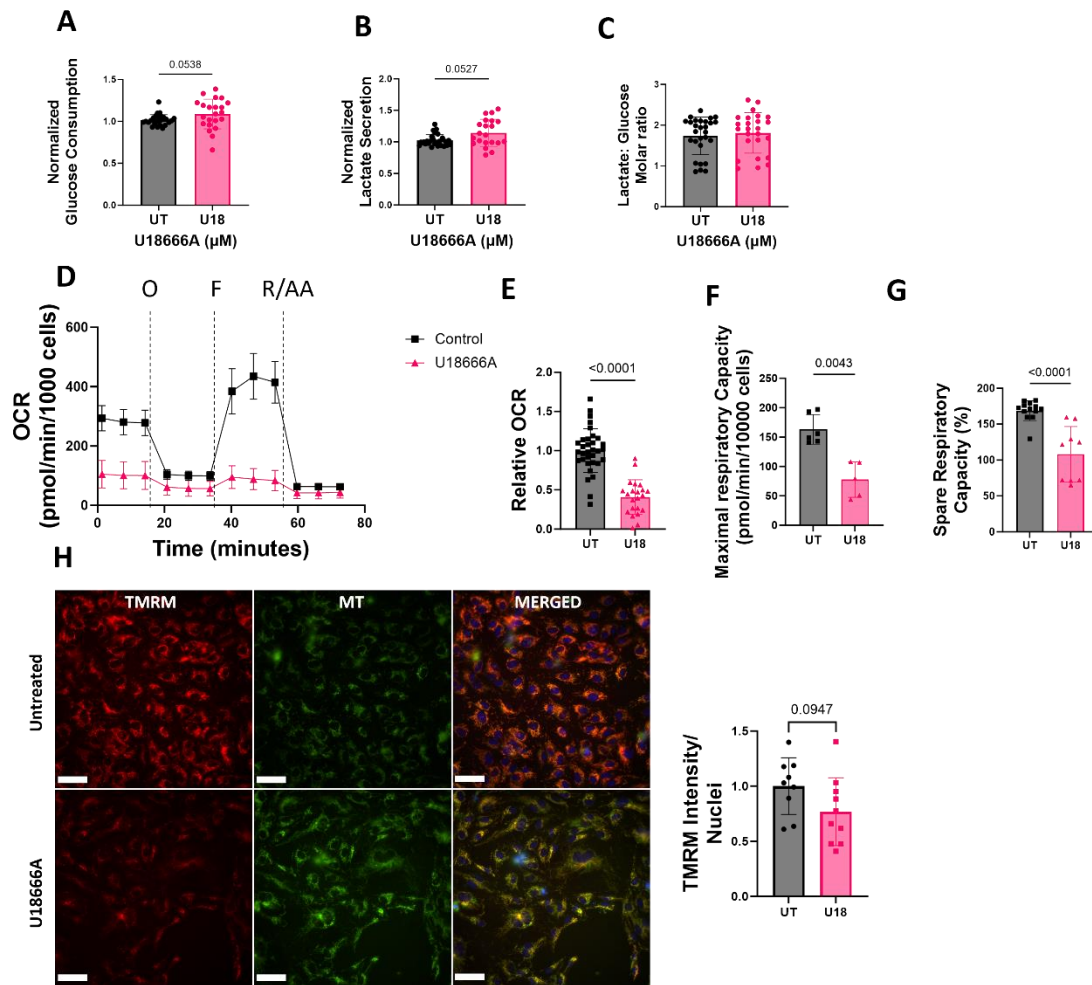 A
0.0538
Normalized
Glucose Consumption
1.5
1.0
0.5
0.0
UT
U18
U18666A (µM)
B
0.0527
Normalized
Lactate Secretion
2.0
1.5
1.0
0.5
0.0
UT
U18
U18666A (µM)
C
Lactate: Glucose
Molar ratio
3
2
1
0
UT
U18
U18666A (µM)
D
O
F
R/AA
OCR
(pmol/min/1000 cells)
600
400
200
0
0
20
40
60
80
Time (minutes)
Control
U18666A
E
<0.0001
Relative OCR
2.0
1.5
1.0
0.5
0.0
UT
U18
F
0.0043
Maximal respiratory Capacity
(pmol/min/10000 cells)
250
200
150
100
50
0
UT
U18
G
<0.0001
Spare Respiratory
Capacity (%)
200
150
100
50
0
UT
U18
H
TMRM
MT
MERGED
Untreated
U18666A
0.0947
TMRM Intensity/
Nuclei
1.5
1.0
0.5
0.0
UT
U18